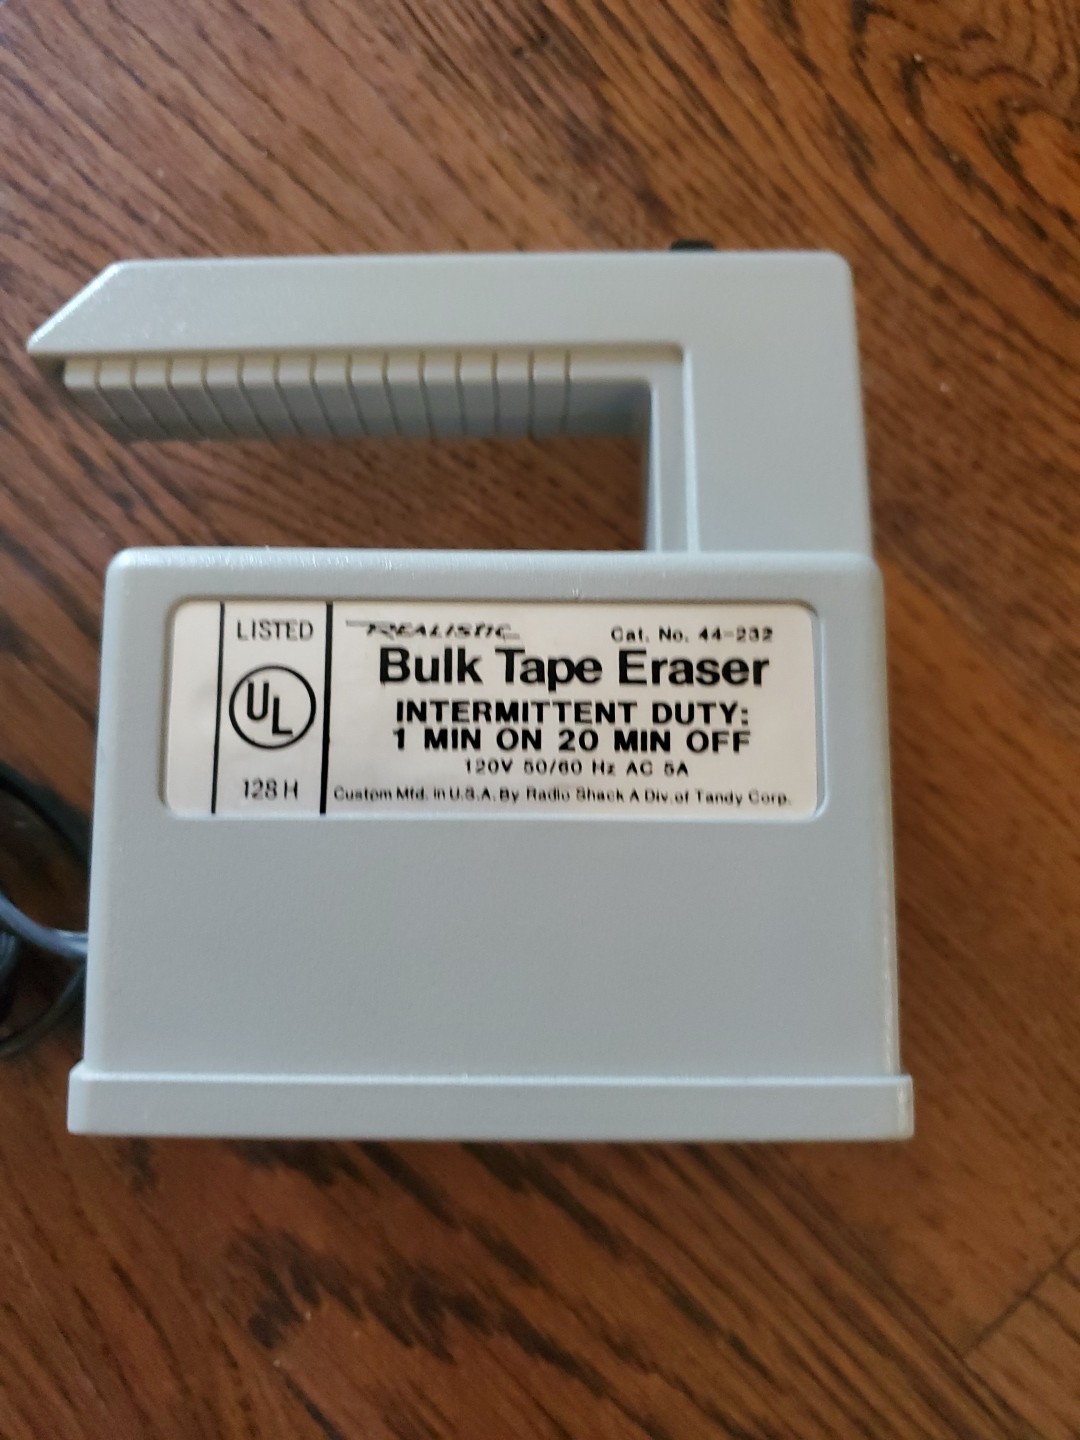 LISTED
UL
128H
REALISTIC Cat. No. 44-232
Bulk Tape Eraser
INTERMITTENT DUTY:
1 MIN ON 20 MIN OFF
120V 50/60 Hz AC 5A
Custom Mfd. in U.S.A. By Radio Shack A Div. of Tandy Corp.